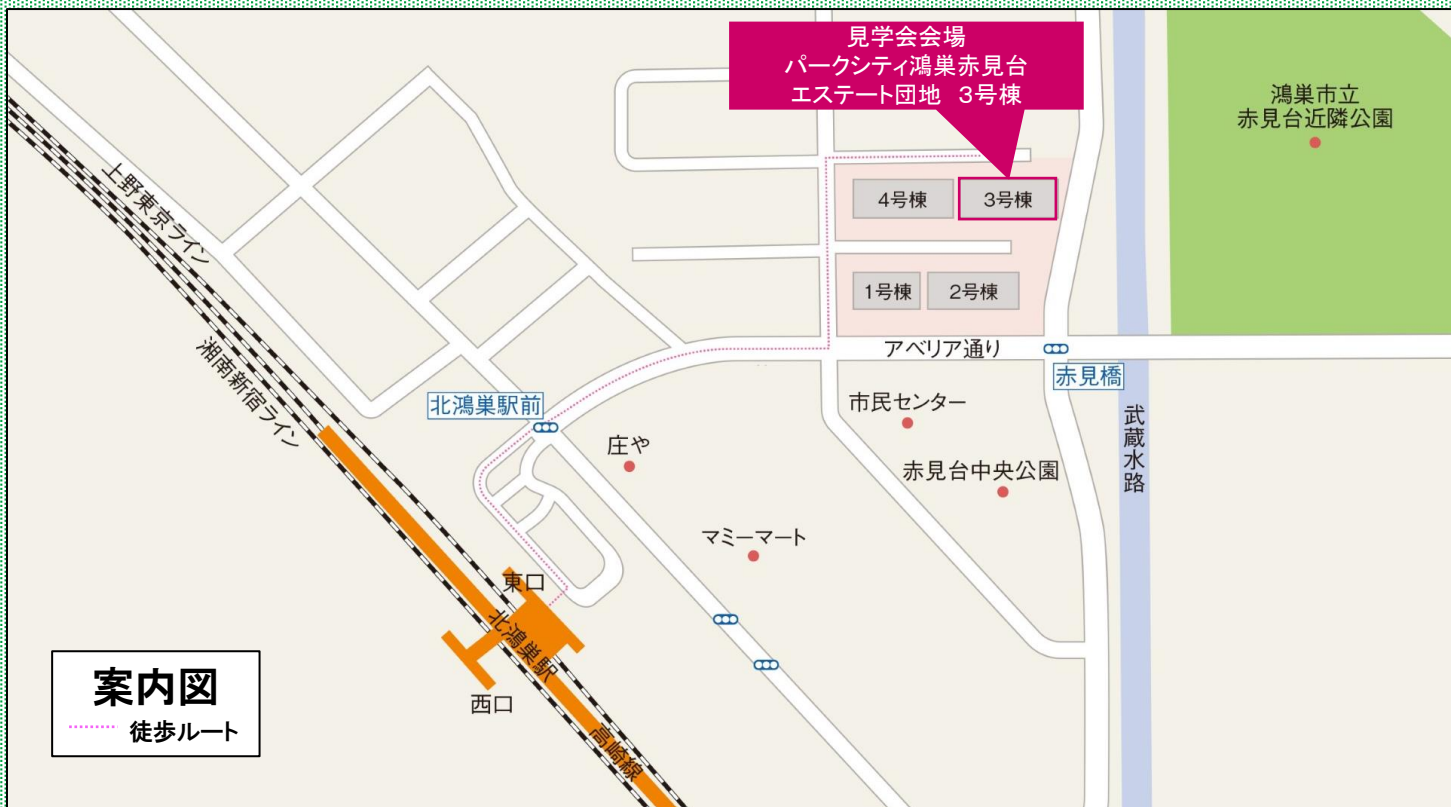 見学会会場
パークシティ鴻巣赤見台
エステート団地 3号棟
鴻巣市立
赤見台近隣公園
上野東京ライン
4号棟
3号棟
1号棟
2号棟
湘南新宿ライン
アベリア通り
赤見橋
北鴻巣駅前
市民センター
武蔵水路
庄や
赤見台中央公園
マミーマート
東口
北鴻巣駅
西口
高崎線
案内図
徒歩ルート